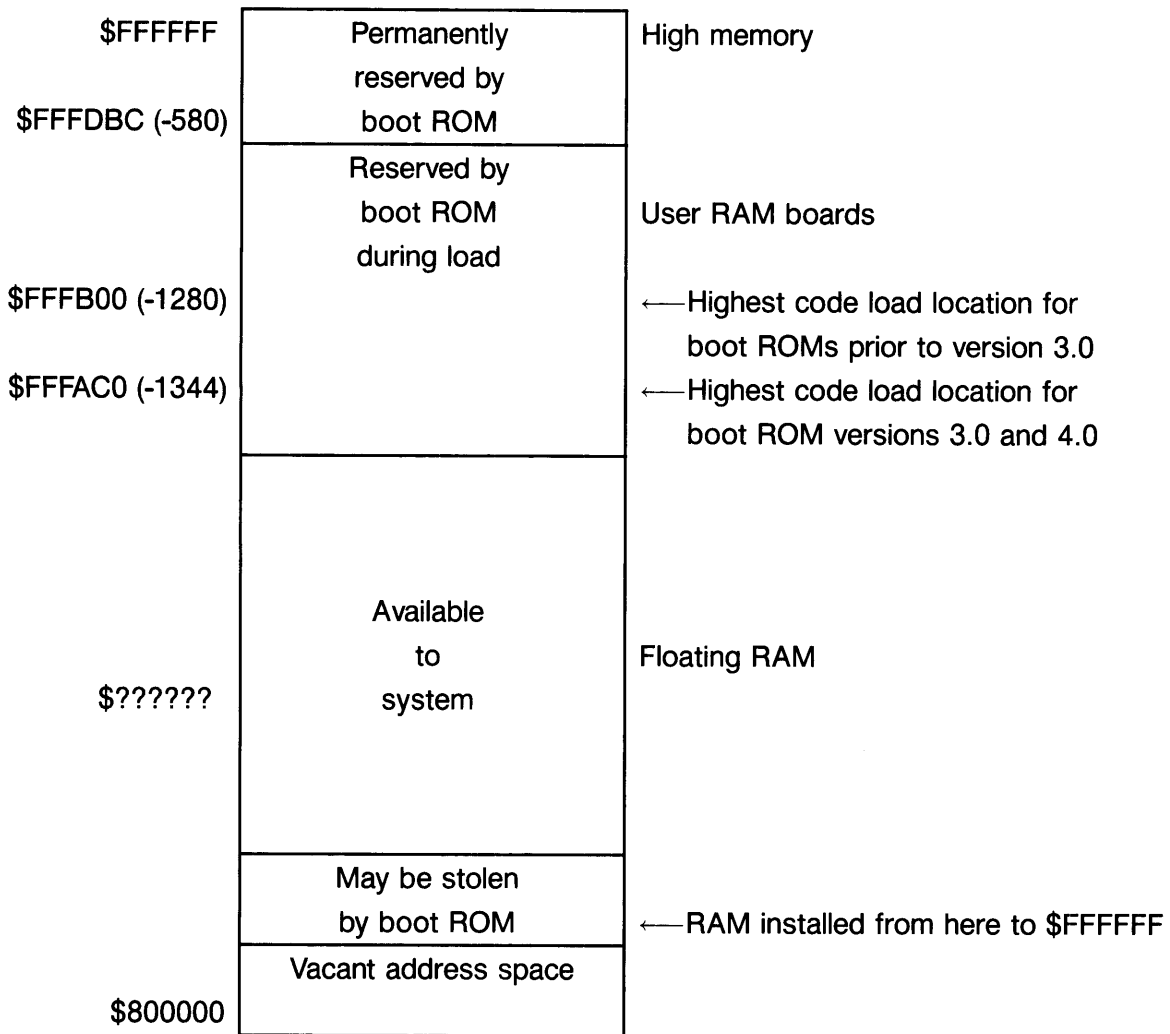 $FFFFFF Permanently High memory
reserved by
$FFFDBC (-580) boot ROM
Reserved by
boot ROM User RAM boards
during load
$FFFB00 (-1280) ←—Highest code load location for
boot ROMs prior to version 3.0
$FFFAC0 (-1344) ←—Highest code load location for
boot ROM versions 3.0 and 4.0
Available
to Floating RAM
$?????? system
May be stolen
by boot ROM ←—RAM installed from here to $FFFFFF
Vacant address space
$800000